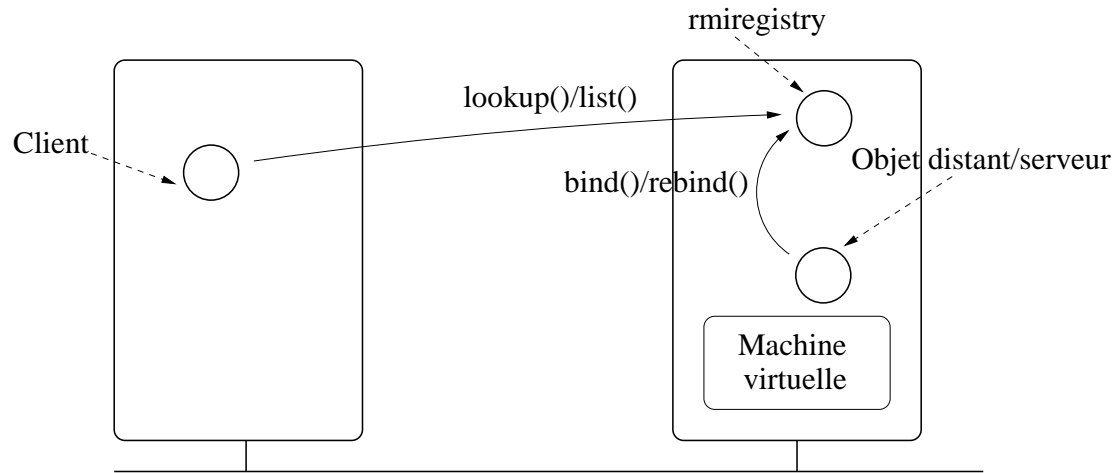 rmiregistry
lookup()/list()
Client
Objet distant/serveur
bind()/rebind()
Machine
virtuelle